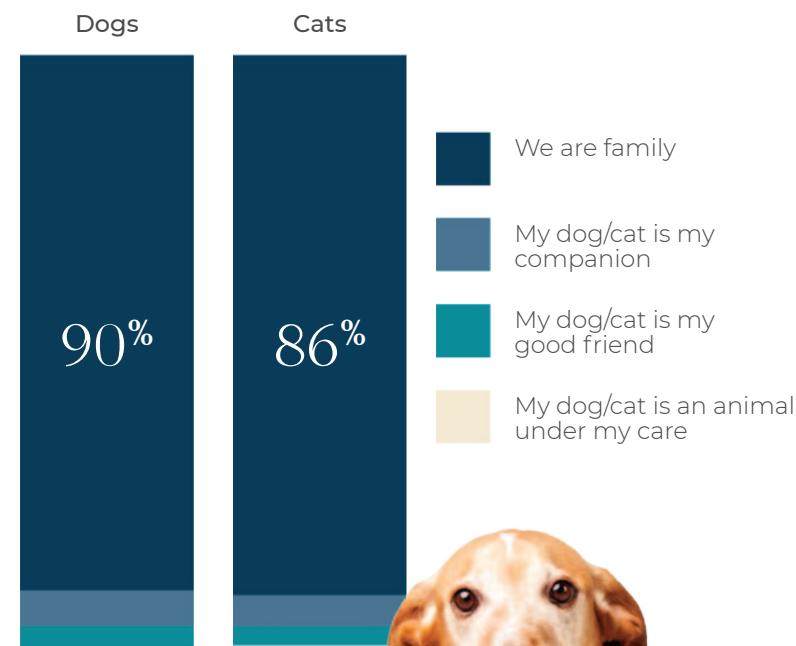 Dogs
Cats
90%
86%
We are family
My dog/cat is my
companion
My dog/cat is my
good friend
My dog/cat is an animal
under my care